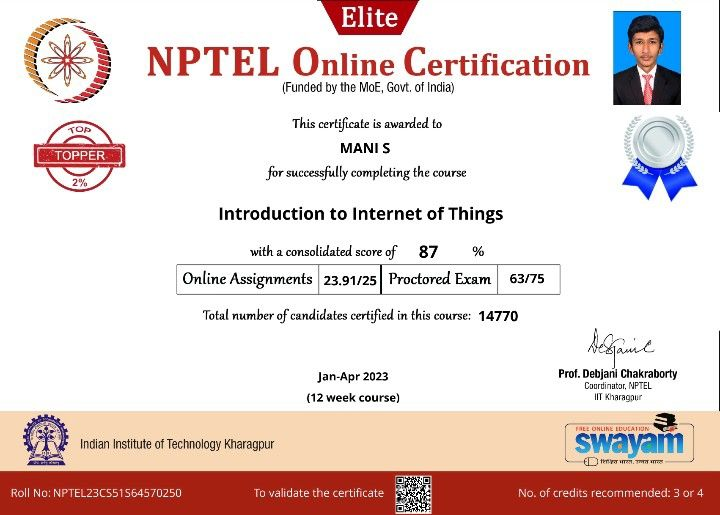 Elite
NPTEL Online Certification
(Funded by the MoE, Govt. of India)
This certificate is awarded to
MANI S
for successfully completing the course
TOP
TOPPER
2%
Introduction to Internet of Things
with a consolidated score of 87 %
Online Assignments 23.91/25 Proctored Exam 63/75
Total number of candidates certified in this course: 14770
Prof. Debjani Chakraborty
Coordinator, NPTEL
IIT Kharagpur
Jan-Apr 2023
(12 week course)
Indian Institute of Technology Kharagpur
FREE ONLINE EDUCATION
swayam
शिक्षित भारत, उन्नत भारत
Roll No: NPTEL23CS51S64570250 To validate the certificate No. of credits recommended: 3 or 4